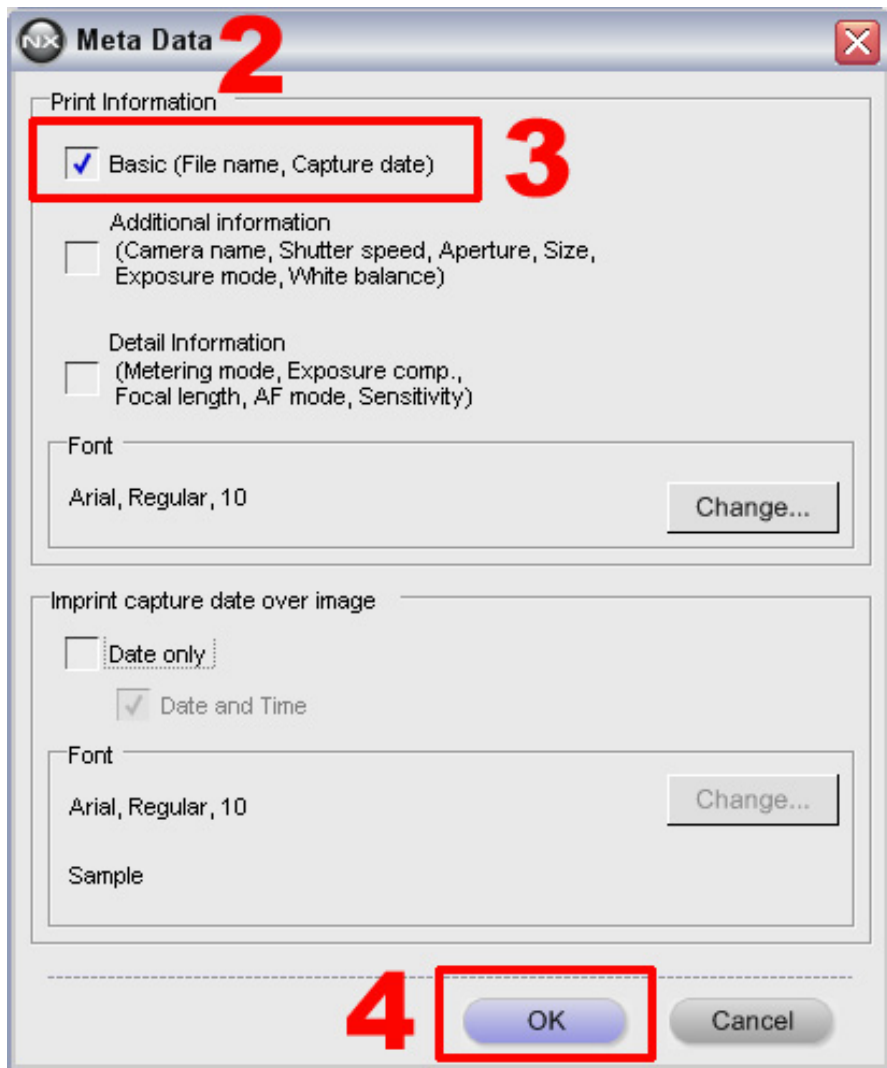 NX Meta Data 2
Print Information
Basic (File name, Capture date) 3
Additional information
(Camera name, Shutter speed, Aperture, Size,
Exposure mode, White balance)
Detail Information
(Metering mode, Exposure comp.,
Focal length, AF mode, Sensitivity)
Font
Arial, Regular, 10
Change...
Imprint capture date over image
Date only
Date and Time
Font
Arial, Regular, 10
Change...
Sample
4 OK Cancel